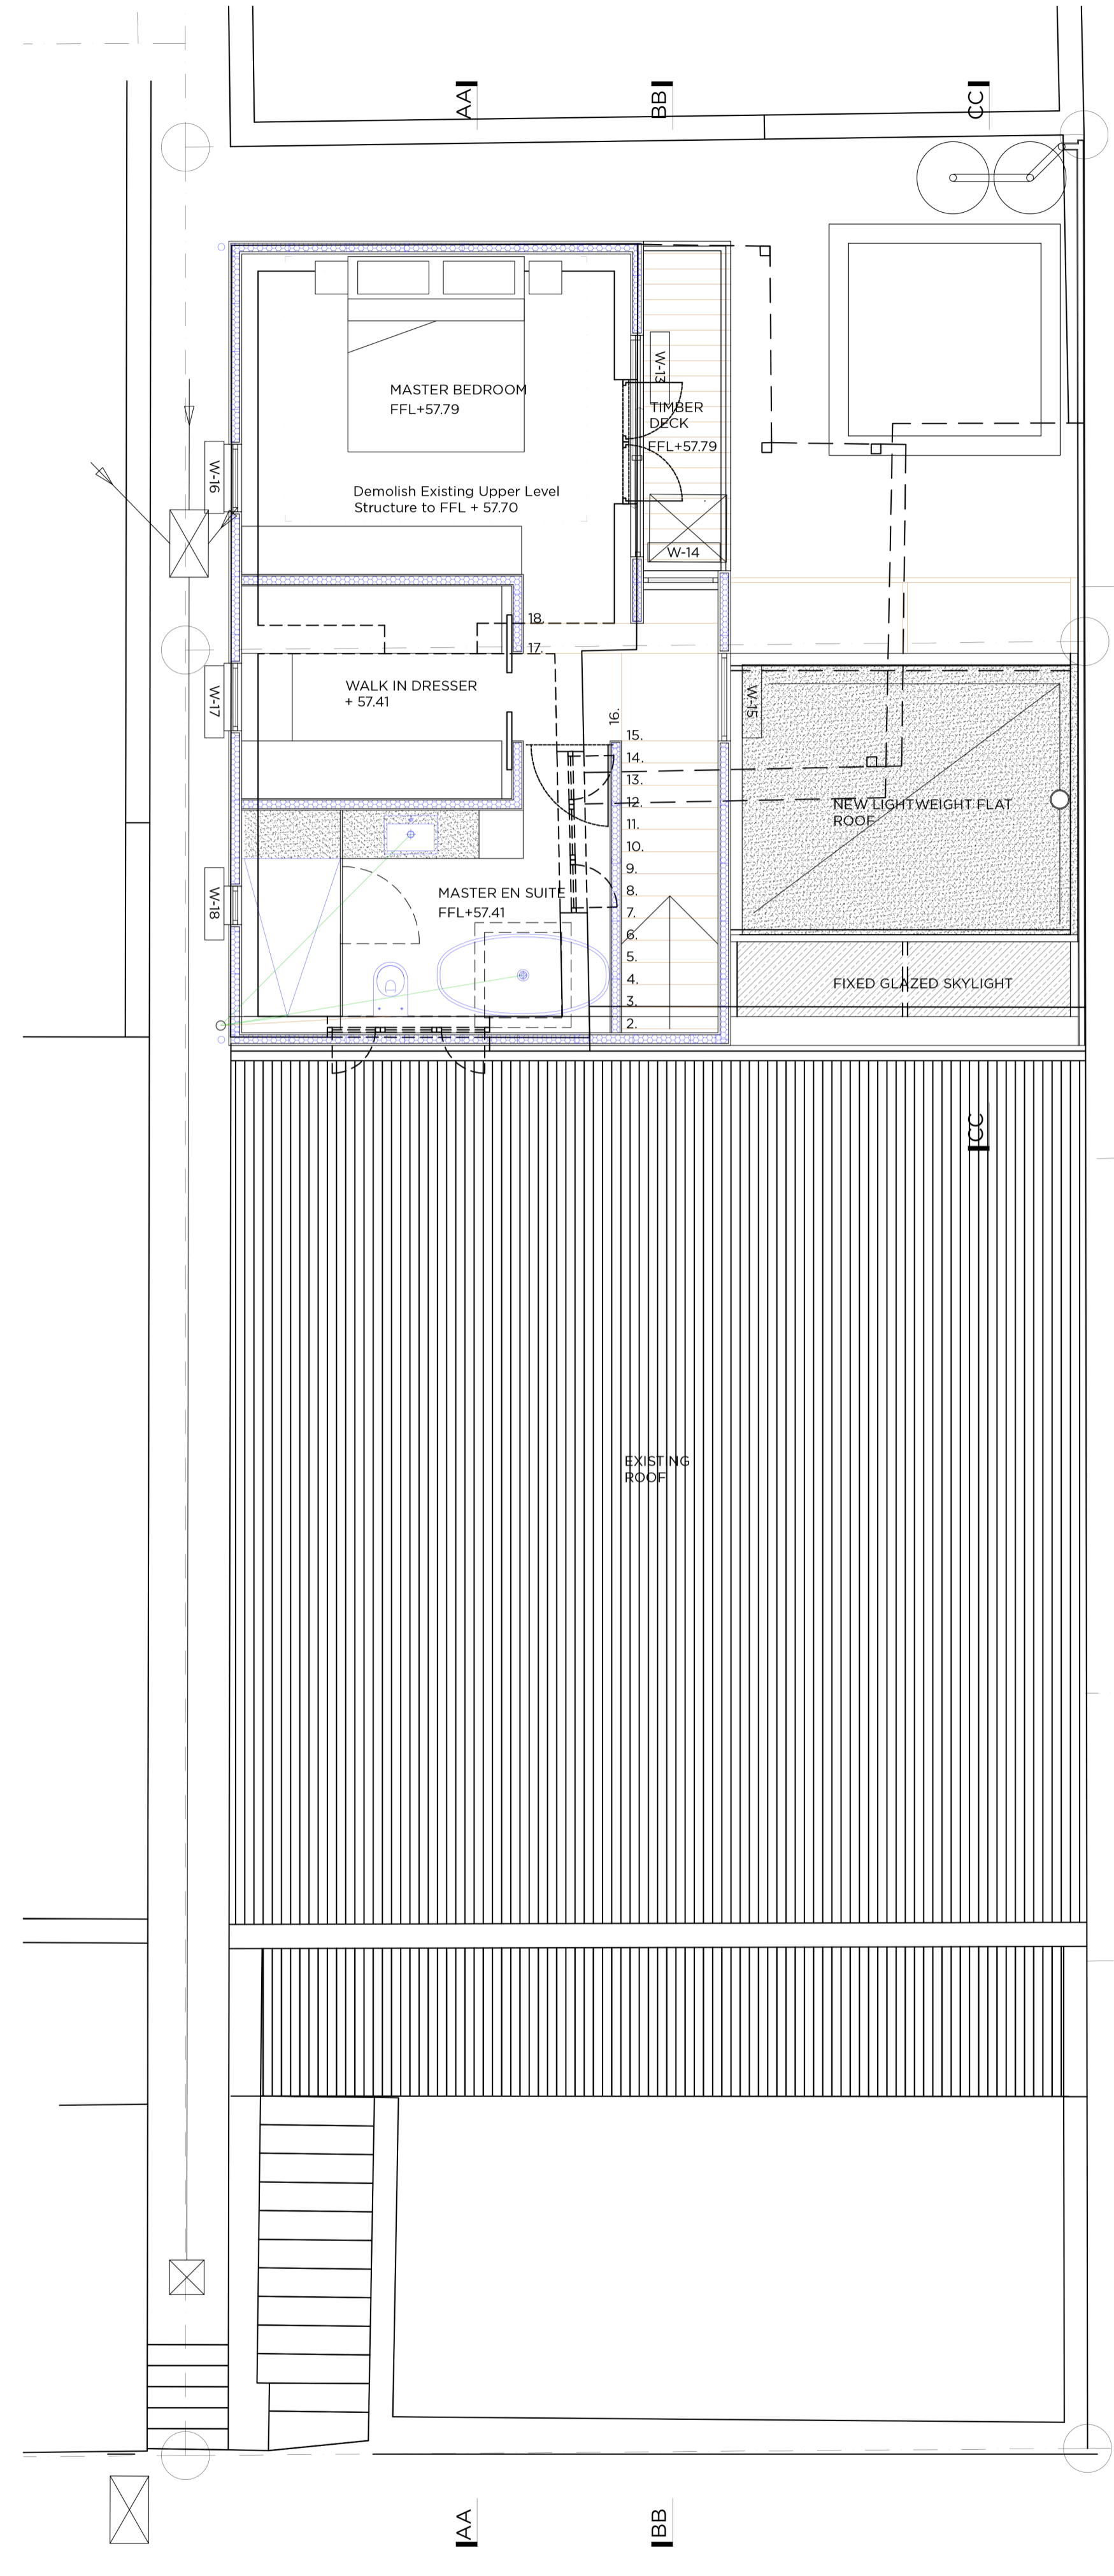 AA
BB
CC
MASTER BEDROOM
FFL+57.79
W-13
TIMBER
DECK
FFL+57.79
W-16
Demolish Existing Upper Level
Structure to FFL + 57.70
W-14
18.
17.
W-17
WALK IN DRESSER
+ 57.41
W-15
16.
15.
14.
13.
12.
NEW LIGHTWEIGHT FLAT
ROOF
11.
10.
9.
W-18
MASTER EN SUITE
FFL+57.41
8.
7.
6.
5.
4.
FIXED GLAZED SKYLIGHT
3.
2.
CC
EXISTING
ROOF
AA
BB